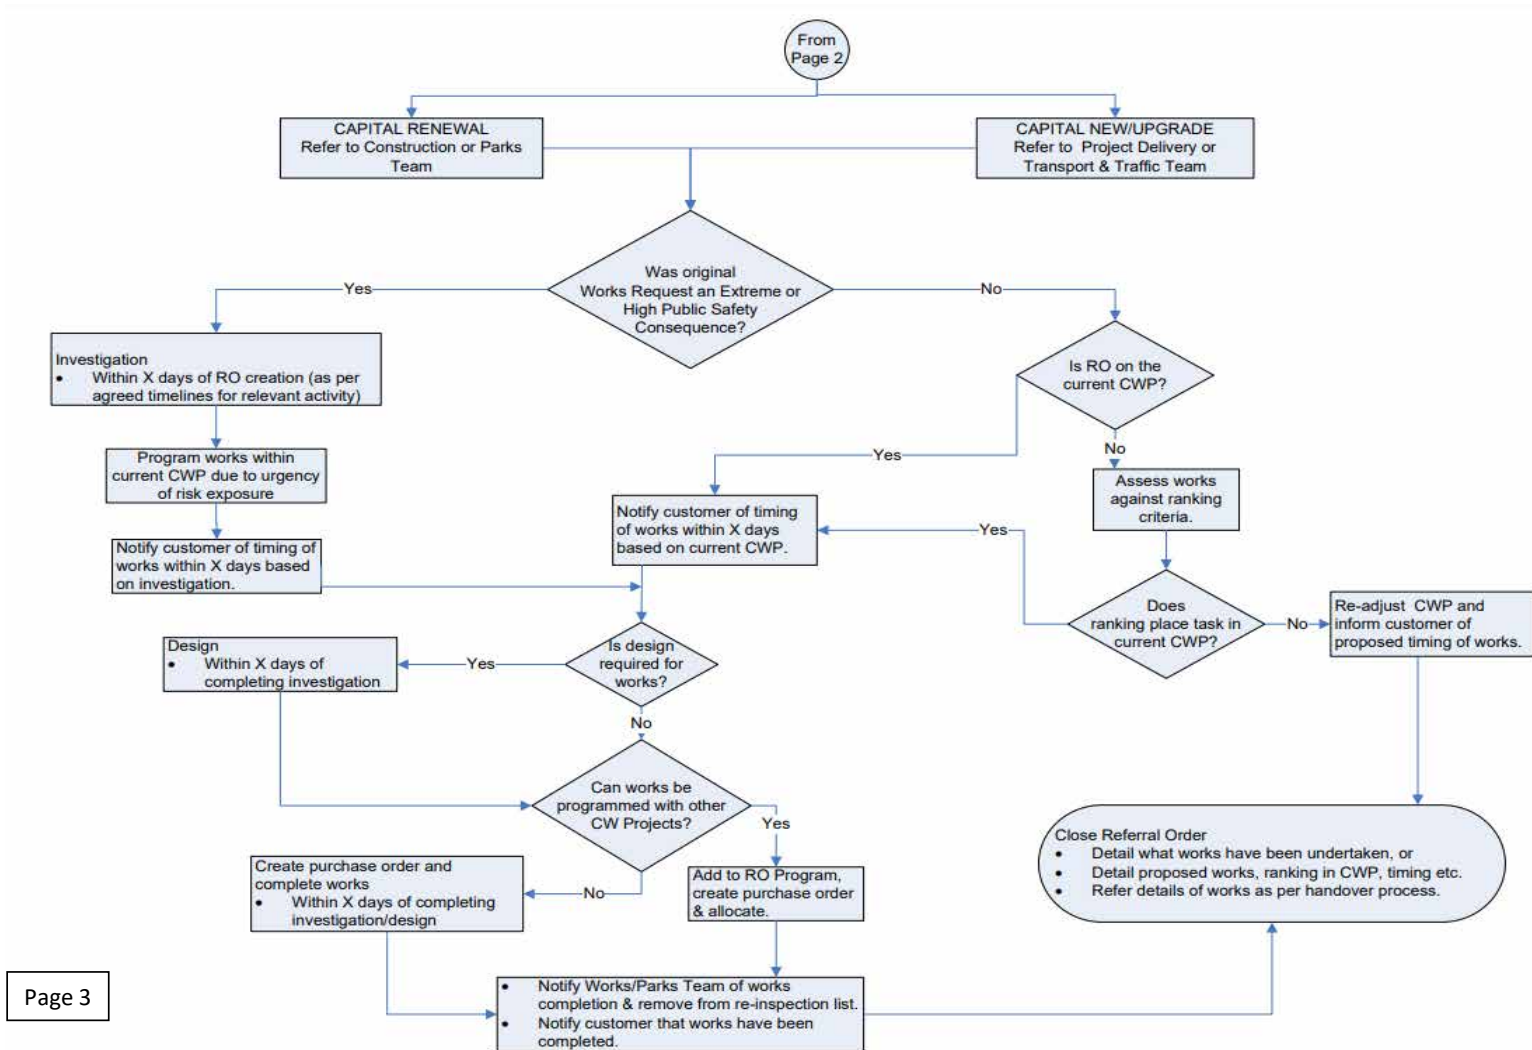 From
Page 2
CAPITAL RENEWAL
Refer to Construction or Parks
Team
CAPITAL NEW/UPGRADE
Refer to Project Delivery or
Transport & Traffic Team
Was original
Works Request an Extreme or
High Public Safety
Consequence?
Yes
No
Investigation
• Within X days of RO creation (as per
agreed timelines for relevant activity)
Is RO on the
current CWP?
Yes
No
Program works within
current CWP due to urgency
of risk exposure
Assess works
against ranking
criteria.
Notify customer of timing
of works within X days
based on current CWP.
Yes
Notify customer of timing of
works within X days based
on investigation.
Does
ranking place task in
current CWP?
No
Re-adjust CWP and
inform customer of
proposed timing of works.
Is design
required for
works?
Yes
Design
• Within X days of
completing investigation
No
Can works be
programmed with other
CW Projects?
Yes
No
Create purchase order and
complete works
• Within X days of completing
investigation/design
Add to RO Program,
create purchase order
& allocate.
Close Referral Order
• Detail what works have been undertaken, or
• Detail proposed works, ranking in CWP, timing etc.
• Refer details of works as per handover process.
• Notify Works/Parks Team of works
completion & remove from re-inspection list.
• Notify customer that works have been
completed.
Page 3